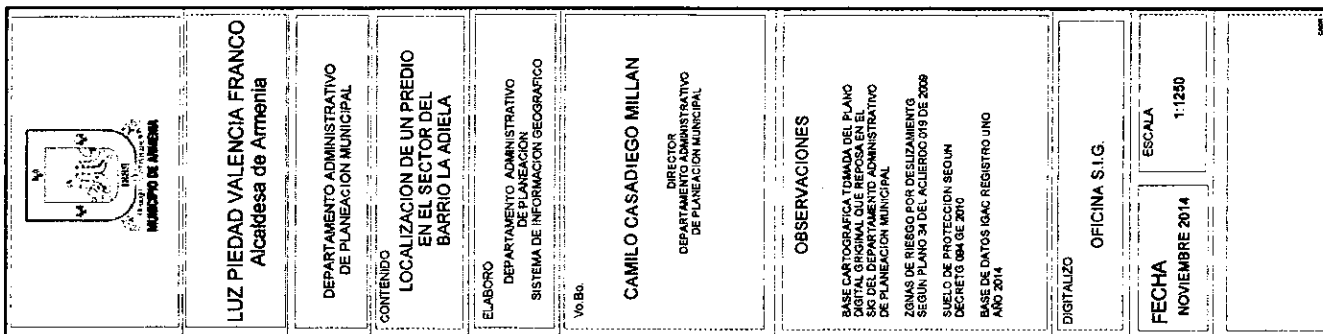 MUNICIPIO DE ARMENIA
LUZ PIEDAD VALENCIA FRANCO
Alcaldesa de Armenia
DEPARTAMENTO ADMINISTRATIVO
DE PLANEACION MUNICIPAL
CONTENIDO
LOCALIZACION DE UN PREDIO
EN EL SECTOR DEL
BARRIO LA ADIELA
ELABORO
DEPARTAMENTO ADMINISTRATIVO
DE PLANEACION
SISTEMA DE INFORMACION GEOGRAFICO
Vo.Bo.
CAMILO CASADIEGO MILLAN
DIRECTOR
DEPARTAMENTO ADMINISTRATIVO
DE PLANEACION MUNICIPAL
OBSERVACIONES
BASE CARTOGRAFICA TOMADA DEL PLANO
DIGITAL ORIGINAL QUE REPOSA EN EL
SIG DEL DEPARTAMENTO ADMINISTRATIVO
DE PLANEACION MUNICIPAL
ZONAS DE RIESGO POR DESLIZAMIENTO
SEGUN PLANO 34 DEL ACUERDO 019 DE 2009
SUELO DE PROTECCION SEGUN
DECRETO 084 DE 2010
BASE DE DATOS IGAC REGISTRO UNO
AÑO 2014
DIGITALIZO
OFICINA S.I.G.
FECHA
NOVIEMBRE 2014
ESCALA
1:1250